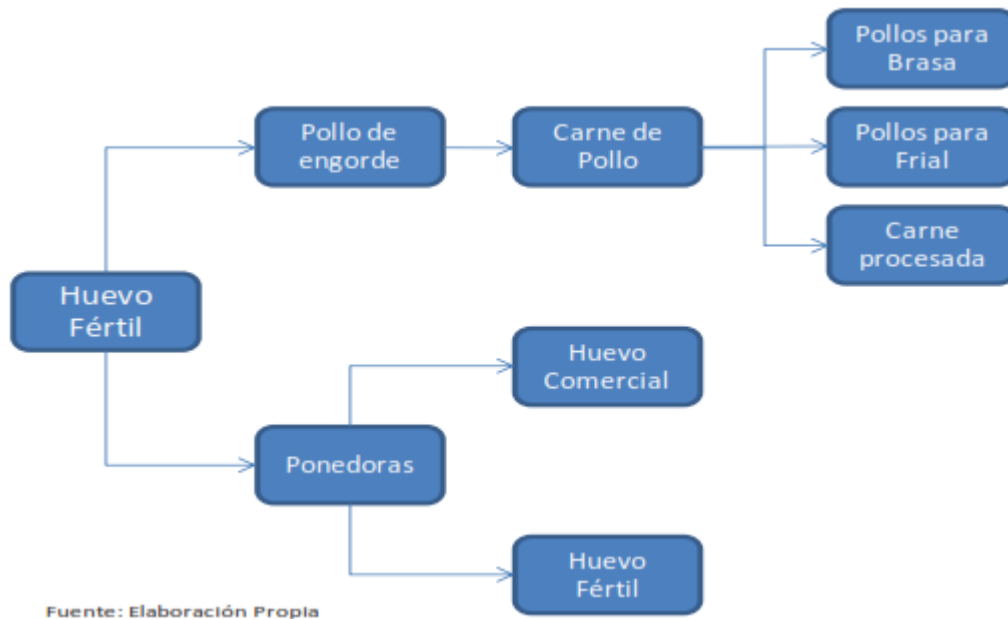 Pollos para
Brasa
Pollo de
engorde
Carne de
Pollo
Pollos para
Frial
Carne
procesada
Huevo
Fértil
Huevo
Comercial
Ponedoras
Huevo
Fértil
Fuente: Elaboración Propia